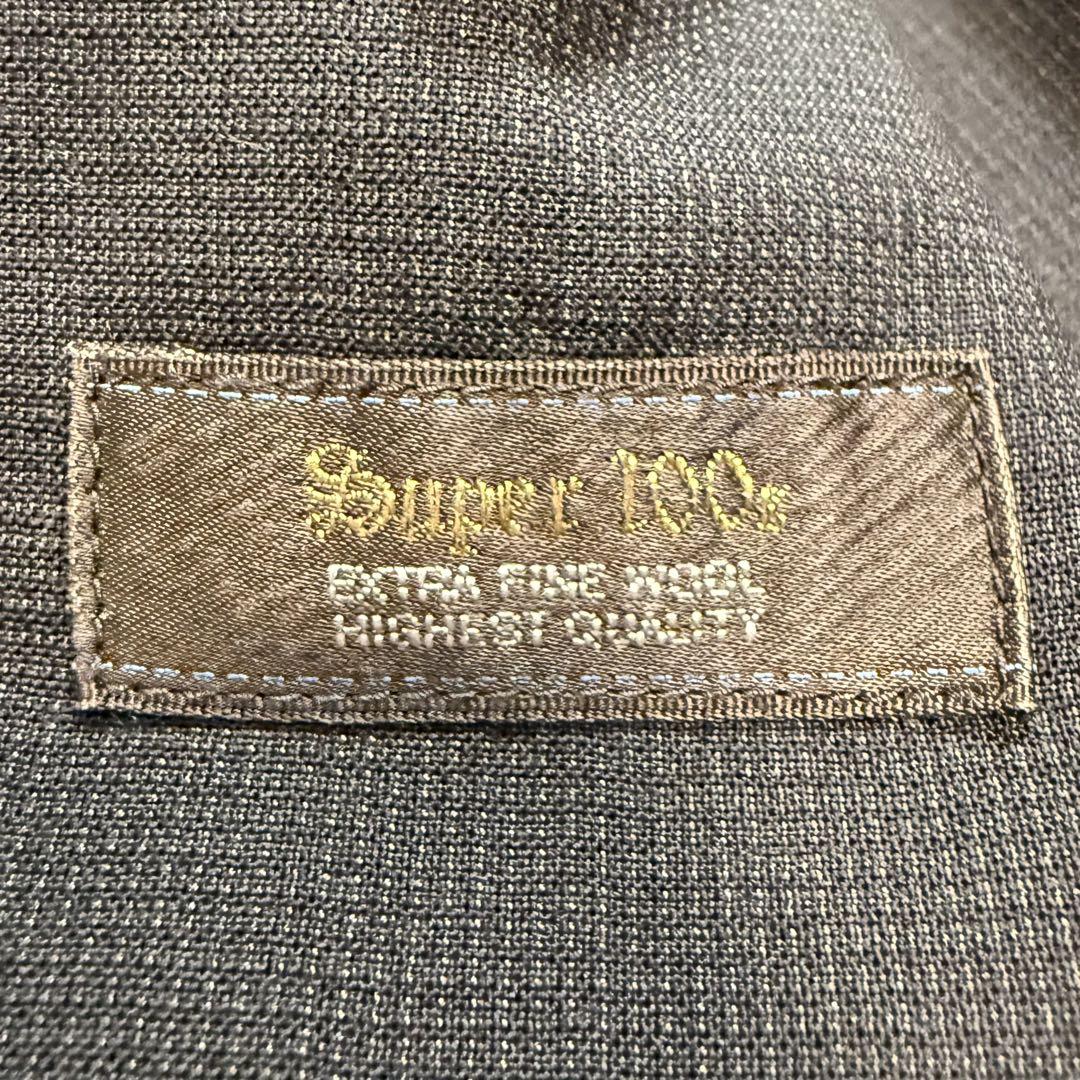 Super 100s
EXTRA FINE WOOL
HIGHEST QUALITY